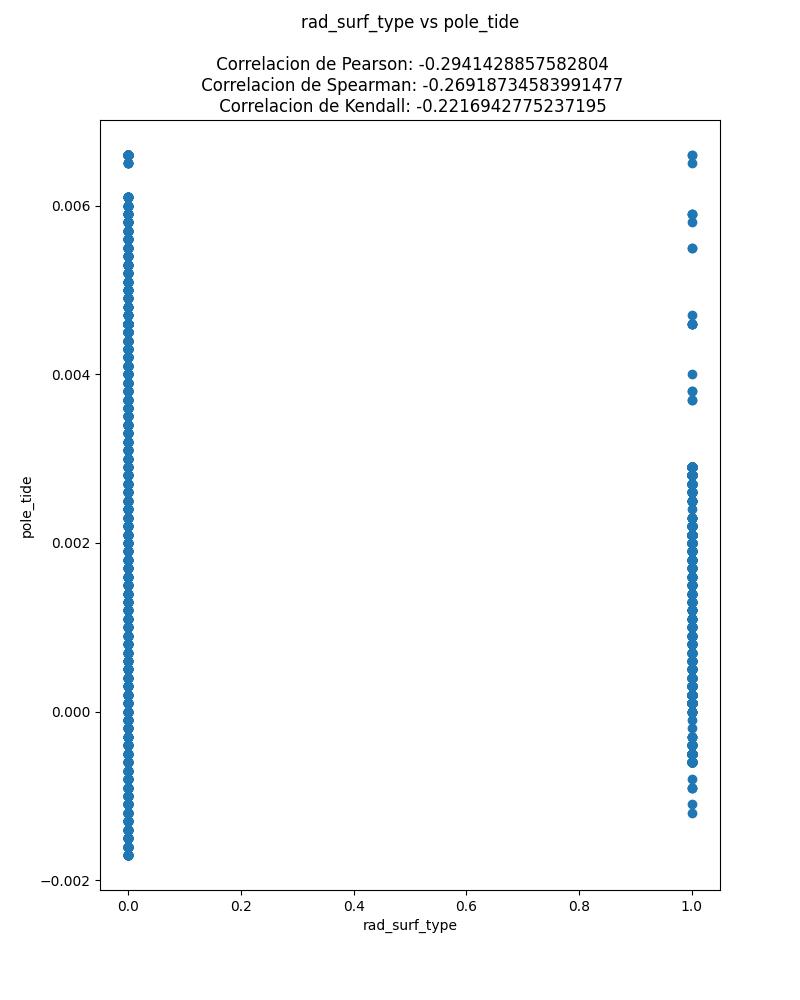 rad_surf_type vs pole_tide
Correlacion de Pearson: -0.2941428857582804
Correlacion de Spearman: -0.26918734583991477
Correlacion de Kendall: -0.2216942775237195
0.006
0.004
0.002
0.000
−0.002
pole_tide
0.0 0.2 0.4 0.6 0.8 1.0
rad_surf_type